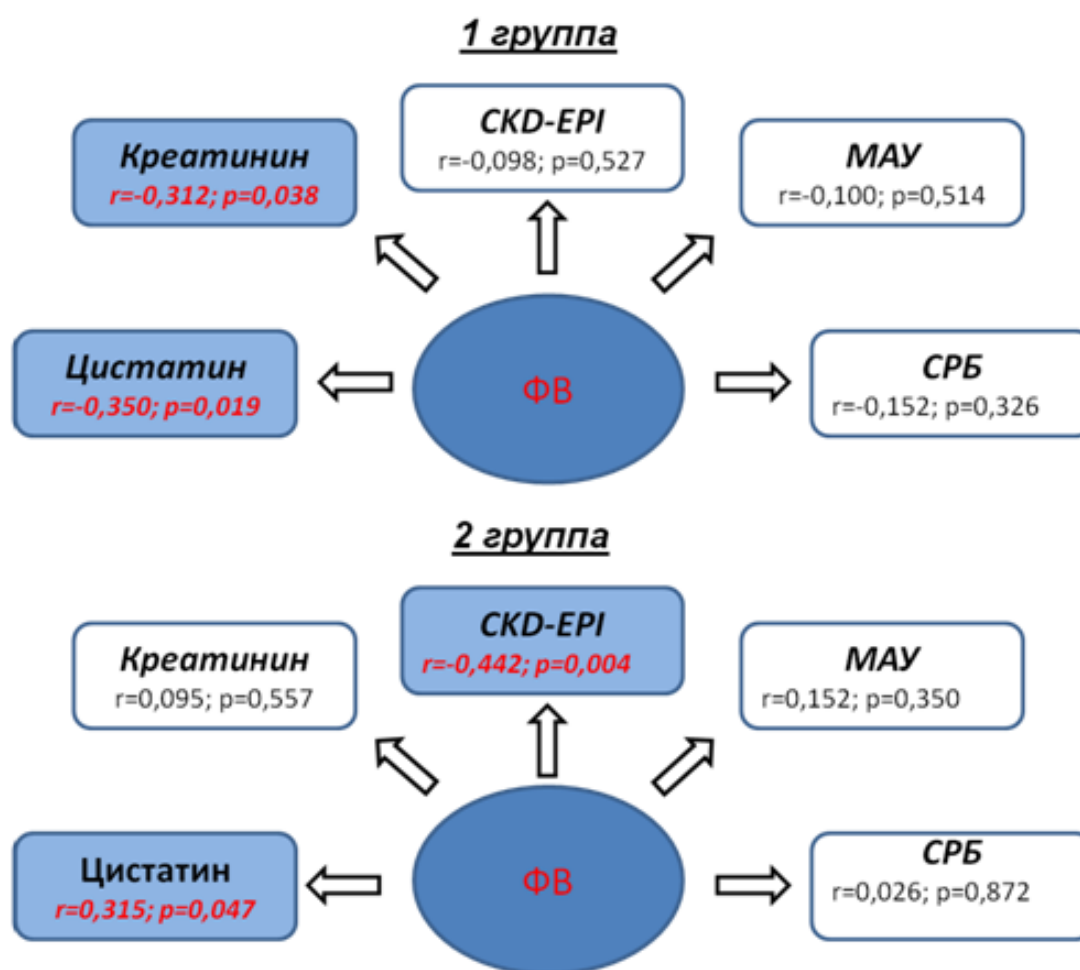 1 группа
CKD-EPI
r=-0,098; p=0,527
Креатинин
r=-0,312; p=0,038
МАУ
r=-0,100; p=0,514
Цистатин
r=-0,350; p=0,019
ФВ
СРБ
r=-0,152; p=0,326
2 группа
CKD-EPI
r=-0,442; p=0,004
Креатинин
r=0,095; p=0,557
МАУ
r=0,152; p=0,350
Цистатин
r=0,315; p=0,047
ФВ
СРБ
r=0,026; p=0,872